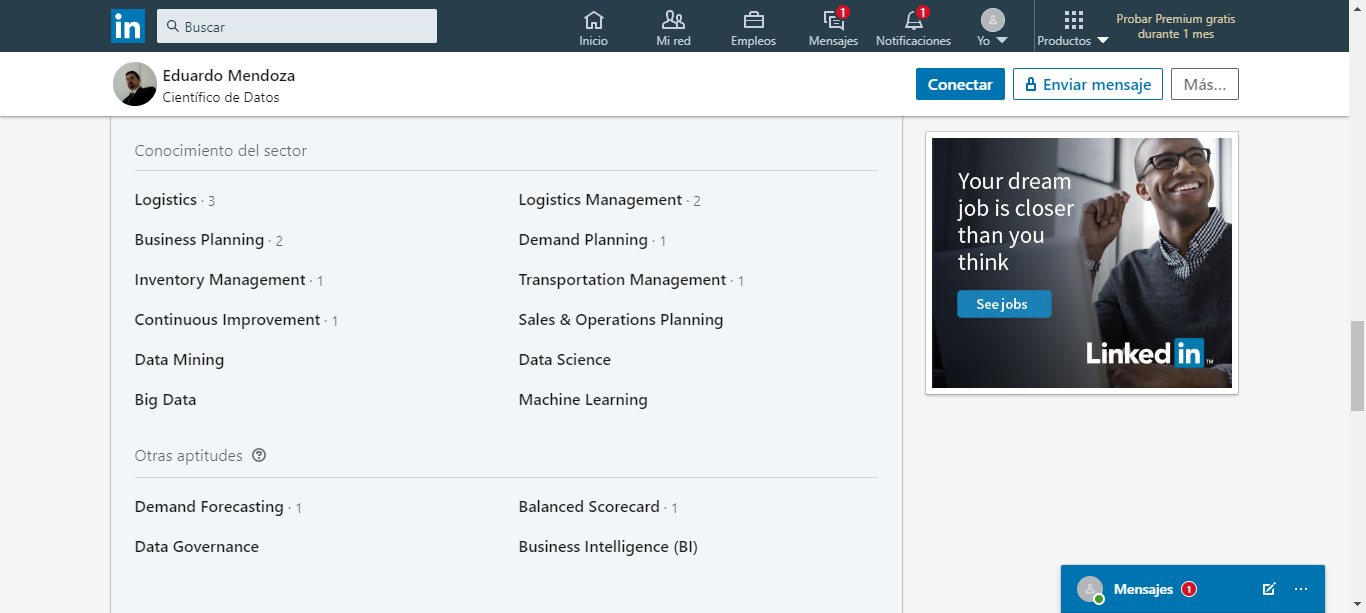 in Buscar Inicio Mi red Empleos Mensajes 1 Notificaciones 1 Yo Productos Probar Premium gratis
durante 1 mes
Eduardo Mendoza
Científico de Datos
Conectar Enviar mensaje Más...
Conocimiento del sector
Logistics · 3 Logistics Management · 2
Business Planning · 2 Demand Planning · 1
Inventory Management · 1 Transportation Management · 1
Continuous Improvement · 1 Sales & Operations Planning
Data Mining Data Science
Big Data Machine Learning
Otras aptitudes ?
Demand Forecasting · 1 Balanced Scorecard · 1
Data Governance Business Intelligence (BI)
Your dream
job is closer
than you
think
See jobs
Linked in ™
Mensajes 1 ...